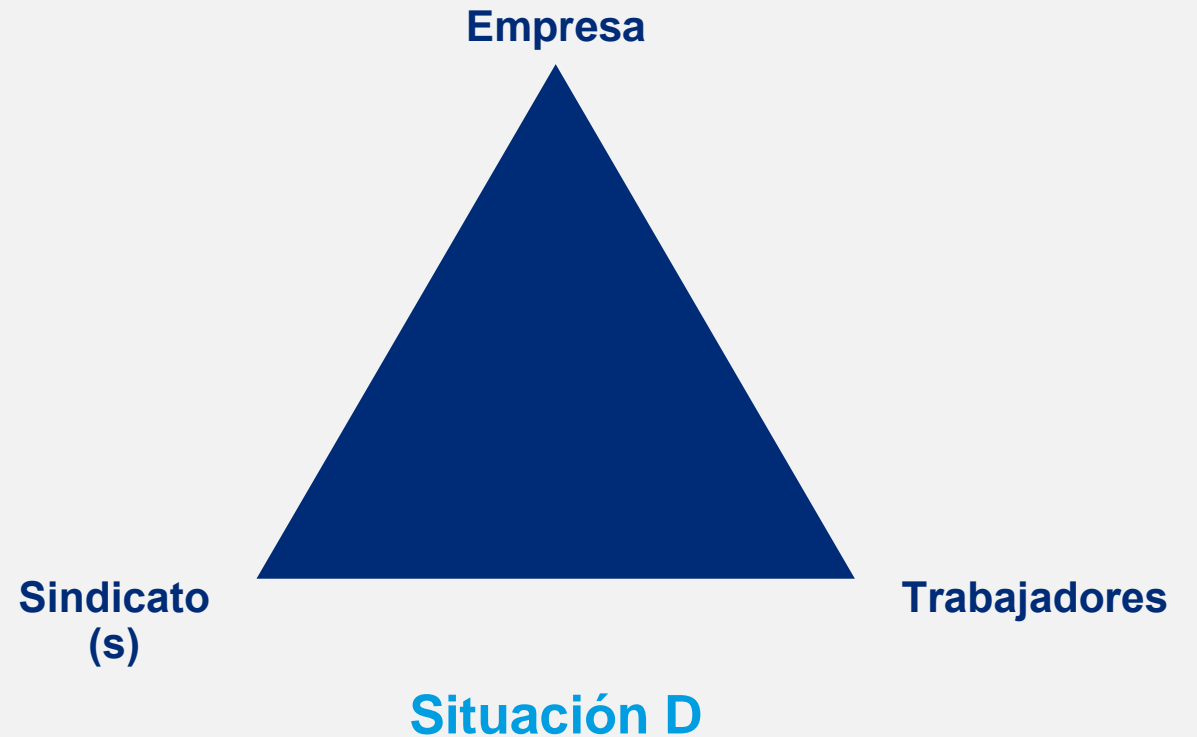 Empresa
Sindicato
(s)
Trabajadores
Situación D